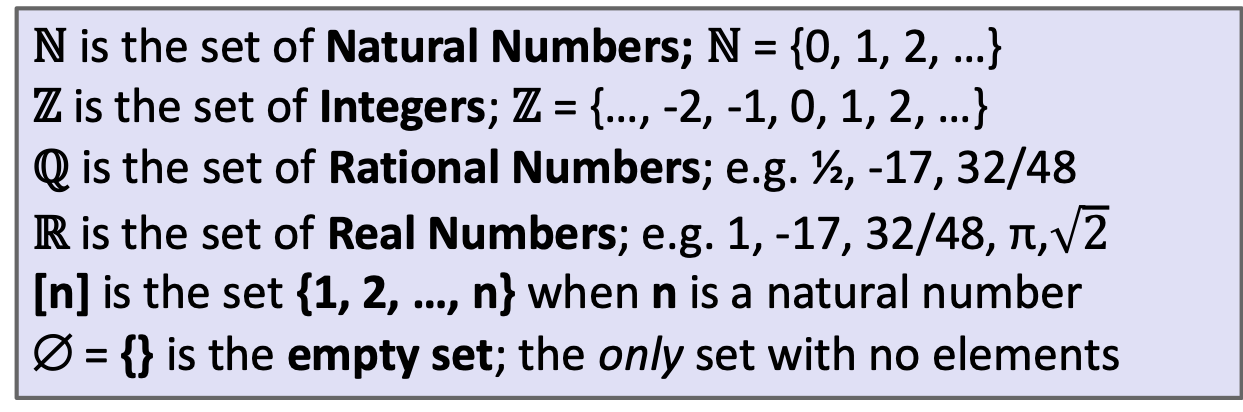 ℕ is the set of Natural Numbers; ℕ = {0, 1, 2, …}
ℤ is the set of Integers; ℤ = {…, -2, -1, 0, 1, 2, …}
ℚ is the set of Rational Numbers; e.g. ½, -17, 32/48
ℝ is the set of Real Numbers; e.g. 1, -17, 32/48, π,√2
[n] is the set {1, 2, …, n} when n is a natural number
∅ = {} is the empty set; the only set with no elements